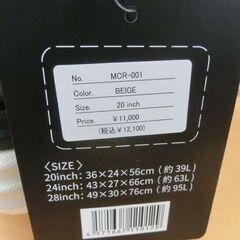 No. MCR-001
Color. BEIGE
Size. 20 inch
Price. ¥11,000
(税込¥12,100)
〈SIZE〉
20inch: 36×24×56cm (約 39L)
24inch: 43×27×66cm (約 63L)
28inch: 49×30×76cm (約 95L)